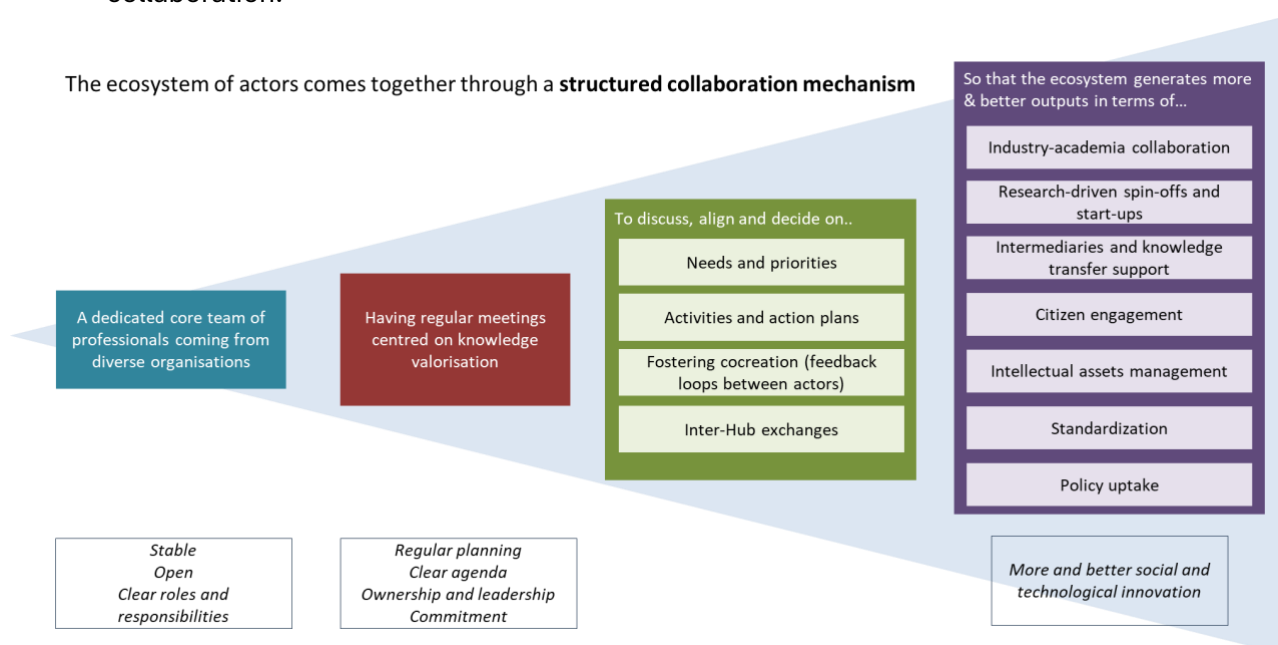 The ecosystem of actors comes together through a structured collaboration mechanism
A dedicated core team of
professionals coming from
diverse organisations
Having regular meetings
centred on knowledge
valorisation
To discuss, align and decide on..
Needs and priorities
Activities and action plans
Fostering cocreation (feedback
loops between actors)
Inter-Hub exchanges
So that the ecosystem generates more
& better outputs in terms of…
Industry-academia collaboration
Research-driven spin-offs and
start-ups
Intermediaries and knowledge
transfer support
Citizen engagement
Intellectual assets management
Standardization
Policy uptake
Stable
Open
Clear roles and
responsibilities
Regular planning
Clear agenda
Ownership and leadership
Commitment
More and better social and
technological innovation